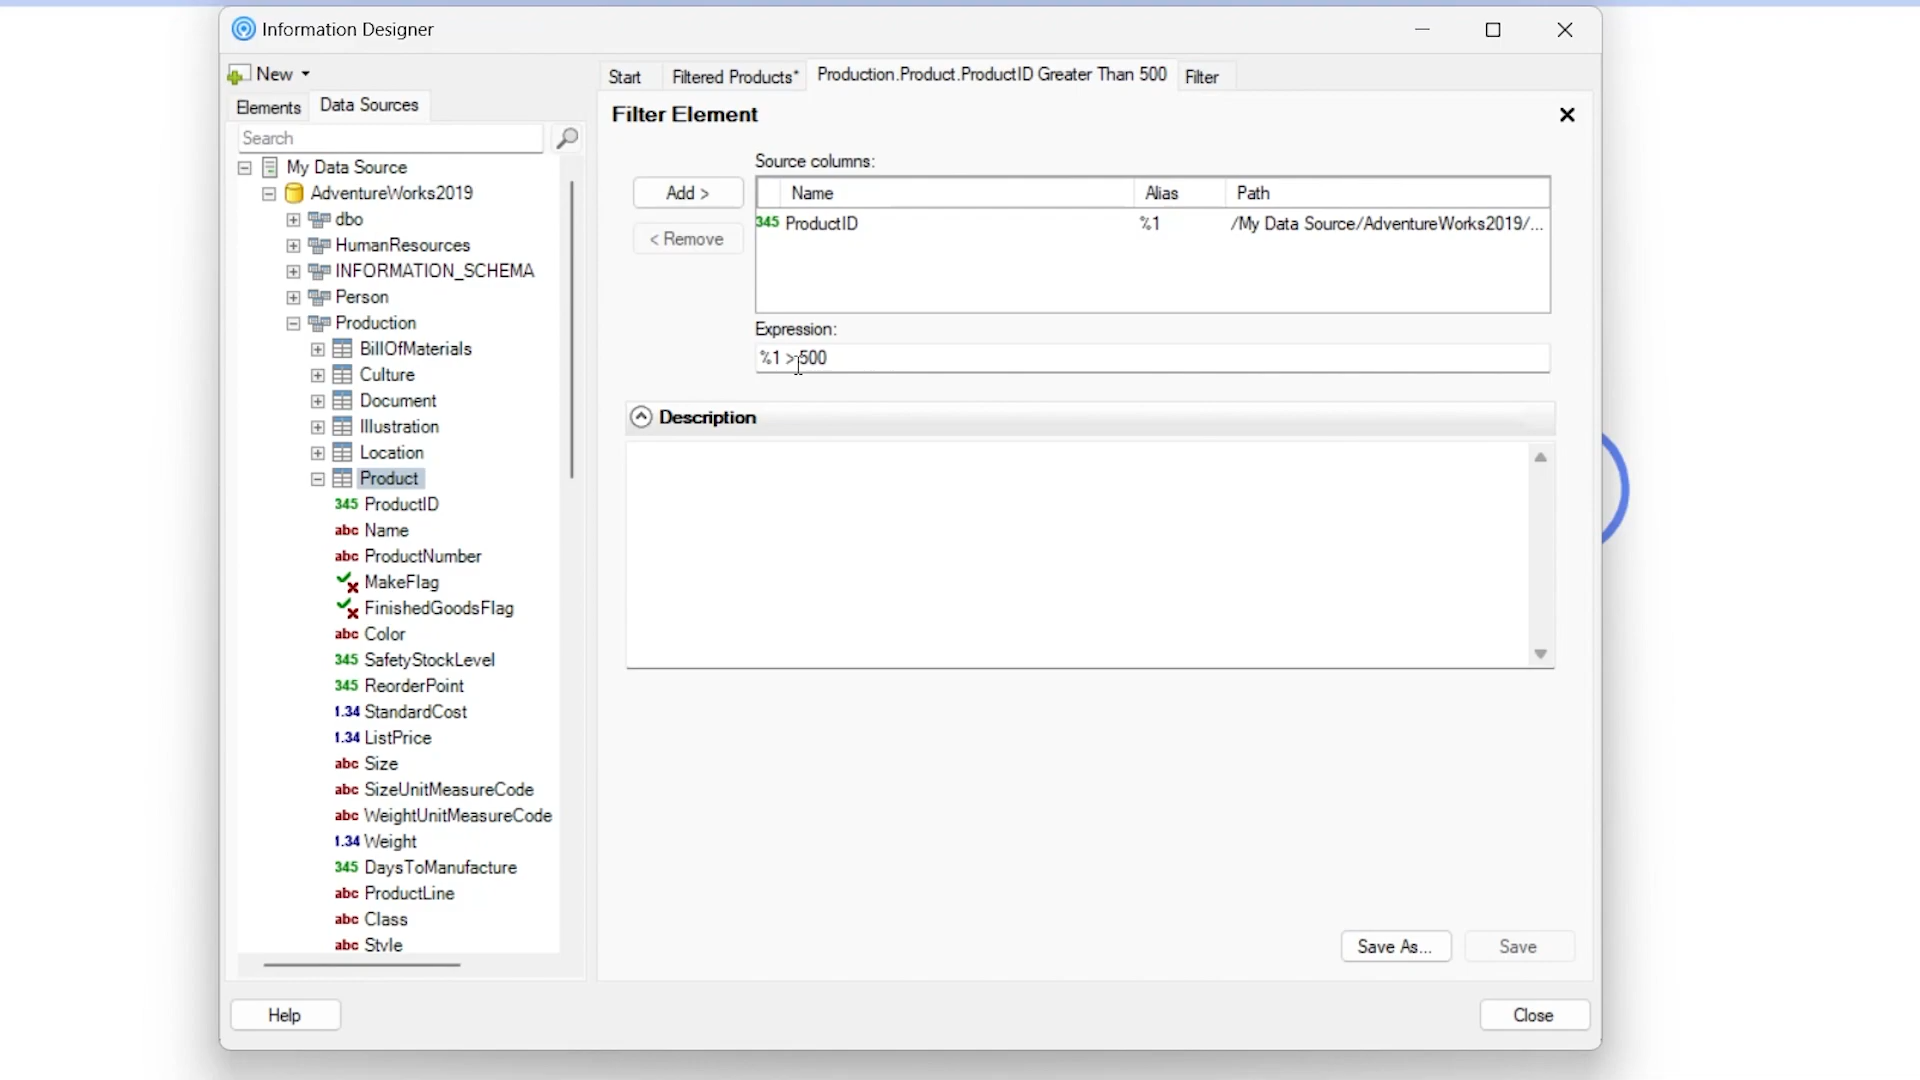 Information Designer
New
Elements
Data Sources
Search
My Data Source
AdventureWorks2019
dbo
HumanResources
INFORMATION_SCHEMA
Person
Production
BillOfMaterials
Culture
Document
Illustration
Location
Product
345 ProductID
abc Name
abc ProductNumber
MakeFlag
FinishedGoodsFlag
abc Color
345 SafetyStockLevel
345 ReorderPoint
1.34 StandardCost
1.34 ListPrice
abc Size
abc SizeUnitMeasureCode
abc WeightUnitMeasureCode
1.34 Weight
345 DaysToManufacture
abc ProductLine
abc Class
abc Style
Start
Filtered Products*
Production.Product.ProductID Greater Than 500
Filter
Filter Element
Source columns:
Add >
< Remove
Name Alias Path
345 ProductID %1 /My Data Source/AdventureWorks2019/...
Expression:
%1 > 500
Description
Save As...
Save
Help
Close